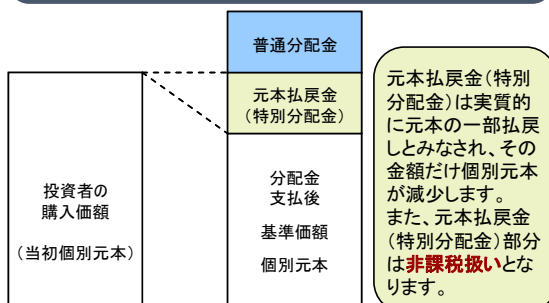 普通分配金
元本払戻金
(特別分配金)
投資者の
購入価額
(当初個別元本)
分配金
支払後
基準価額
個別元本
元本払戻金(特別
分配金)は実質的
に元本の一部払戻
しとみなされ、その
金額だけ個別元本
が減少します。
また、元本払戻金
(特別分配金)部分
は非課税扱いとな
ります。